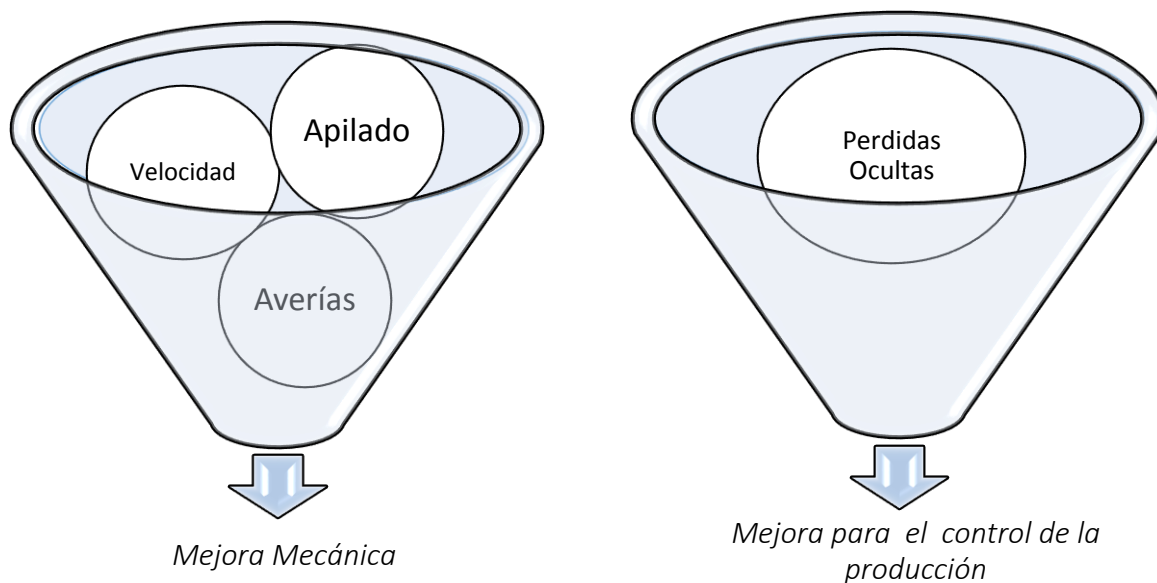 Velocidad
Apilado
Averías
Mejora Mecánica
Perdidas
Ocultas
Mejora para  el  control de la
producción